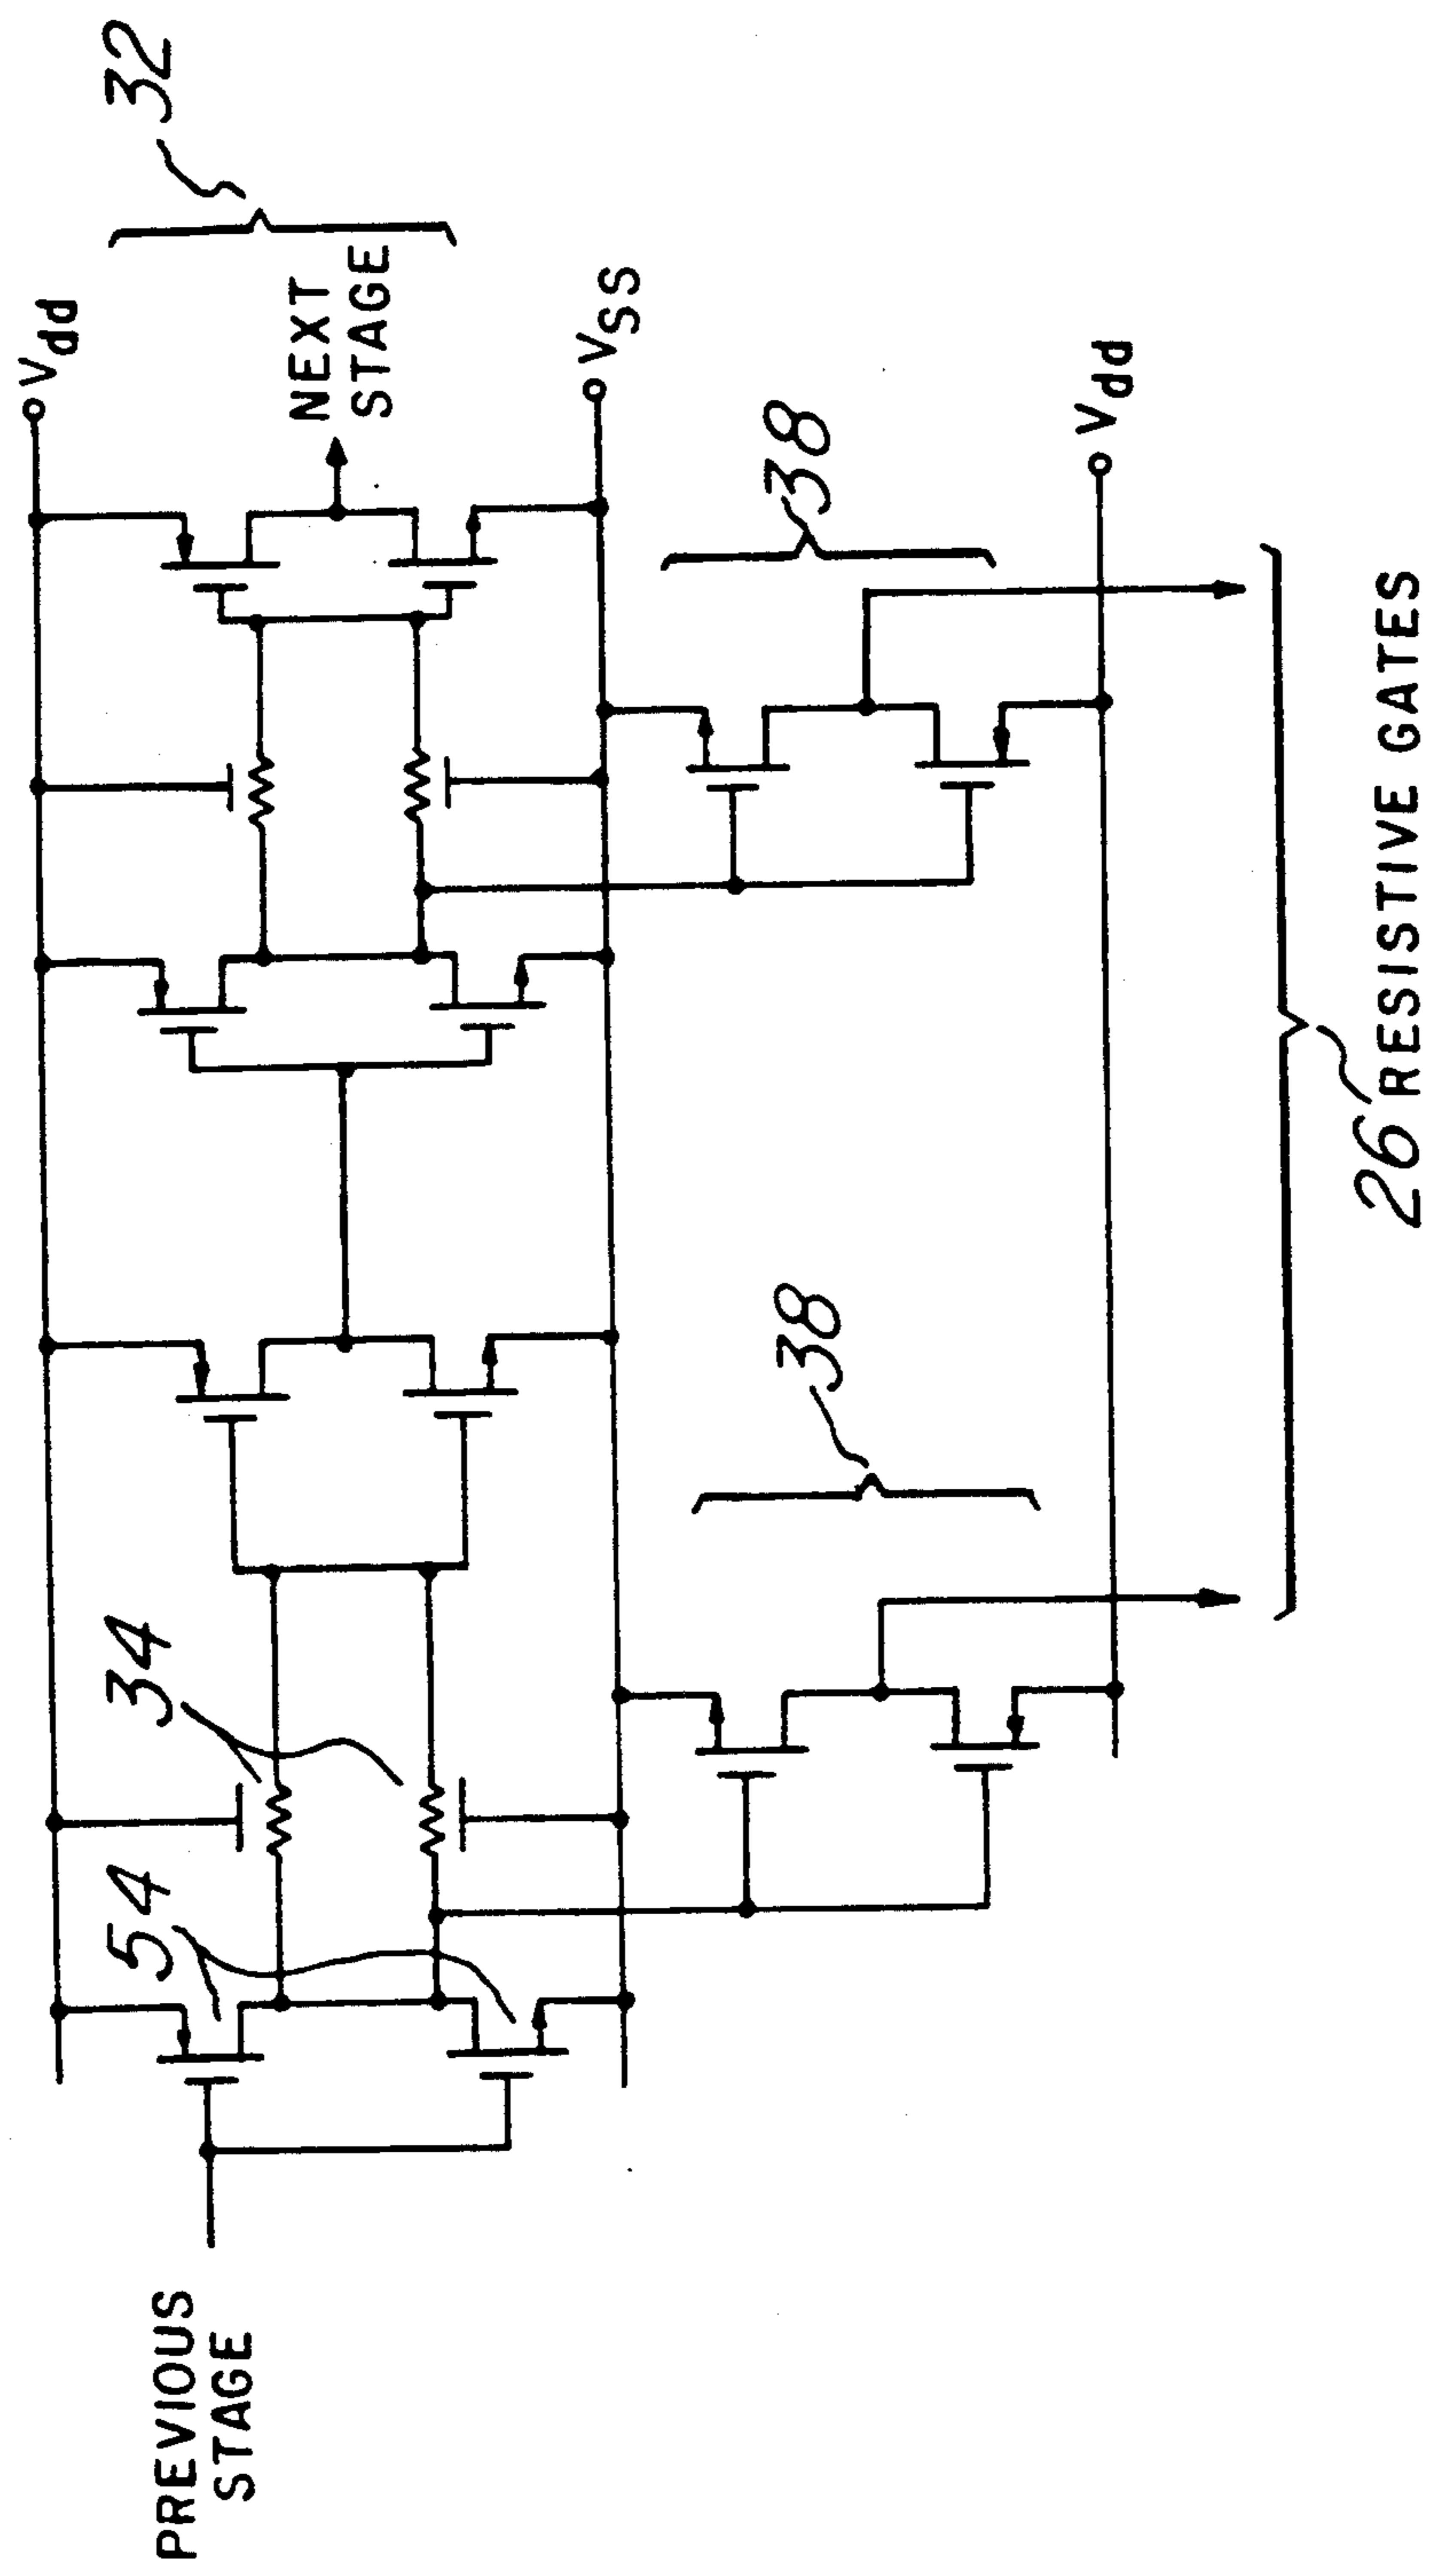 32
Vdd
NEXT
STAGE
VSS
38
Vdd
34
54
38
PREVIOUS
STAGE
26 RESISTIVE GATES